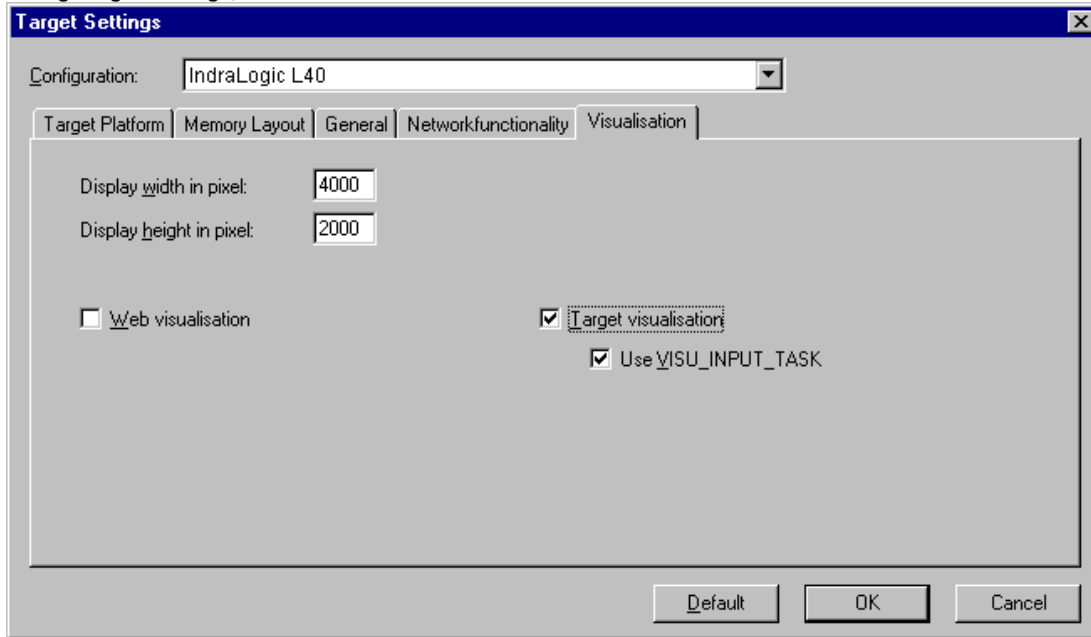 Target Settings
Configuration: IndraLogic L40
Target Platform Memory Layout General Networkfunctionality Visualisation
Display width in pixel: 4000
Display height in pixel: 2000
Web visualisation Target visualisation
Use VISU_INPUT_TASK
Default OK Cancel